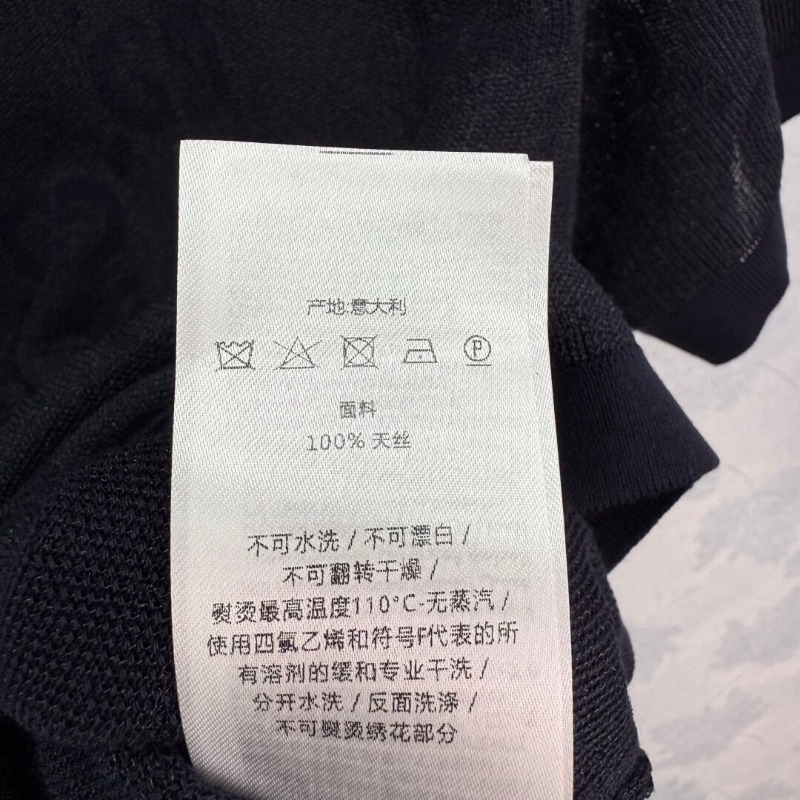 产地:意大利
P
面料
100% 天丝
不可水洗 / 不可漂白 /
不可翻转干燥 /
熨烫最高温度110°C-无蒸汽 /
使用四氯乙烯和符号F代表的所
有溶剂的缓和专业干洗 /
分开水洗 / 反面洗涤 /
不可熨烫绣花部分